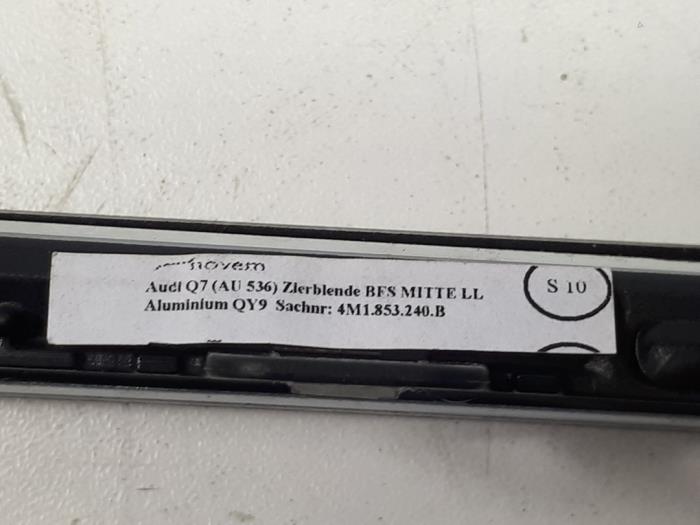 novem
Audi Q7 (AU 536) Zierblende BFS MITTE LL
Aluminium QY9 Sachnr: 4M1.853.240.B
S 10